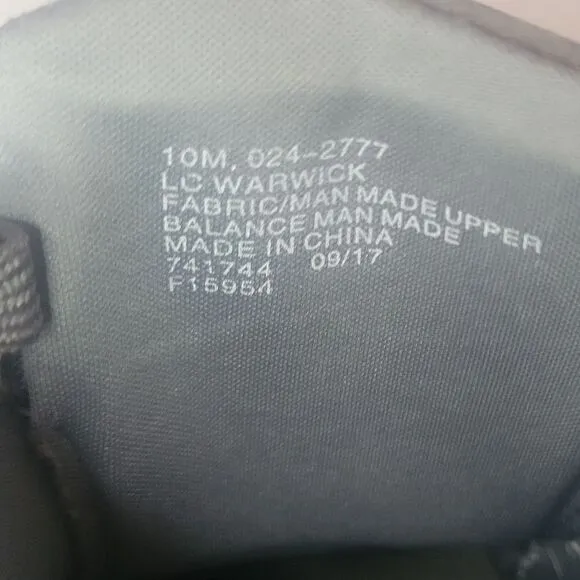 10M, 024-2777
LC WARWICK
FABRIC/MAN MADE UPPER
BALANCE MAN MADE
MADE IN CHINA
741744 09/17
F15954